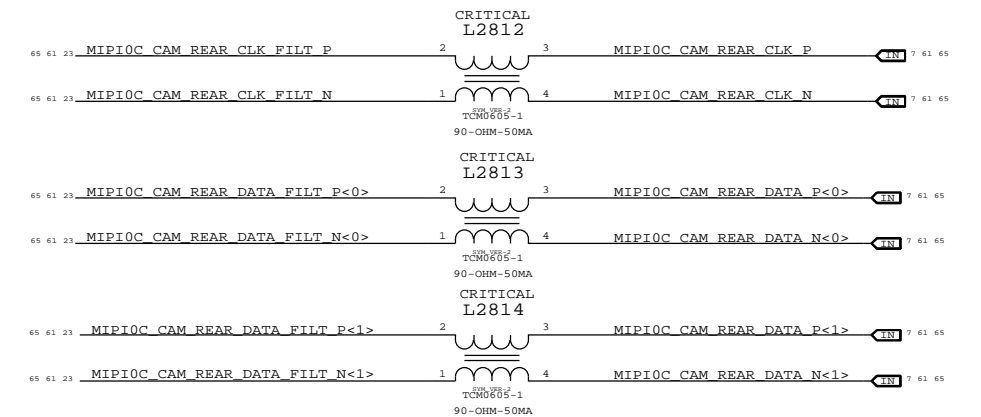 CRITICAL
L2812
65 61 23 MIPI0C_CAM_REAR_CLK_FILT_P 2 3 MIPI0C_CAM_REAR_CLK_P IN 7 61 65
65 61 23 MIPI0C_CAM_REAR_CLK_FILT_N 1 4 MIPI0C_CAM_REAR_CLK_N IN 7 61 65
SYM_VER-2
TCM0605-1
90-OHM-50MA
CRITICAL
L2813
65 61 23 MIPI0C_CAM_REAR_DATA_FILT_P<0> 2 3 MIPI0C_CAM_REAR_DATA_P<0> IN 7 61 65
65 61 23 MIPI0C_CAM_REAR_DATA_FILT_N<0> 1 4 MIPI0C_CAM_REAR_DATA_N<0> IN 7 61 65
SYM_VER-2
TCM0605-1
90-OHM-50MA
CRITICAL
L2814
65 61 23 MIPI0C_CAM_REAR_DATA_FILT_P<1> 2 3 MIPI0C_CAM_REAR_DATA_P<1> IN 7 61 65
65 61 23 MIPI0C_CAM_REAR_DATA_FILT_N<1> 1 4 MIPI0C_CAM_REAR_DATA_N<1> IN 7 61 65
SYM_VER-2
TCM0605-1
90-OHM-50MA